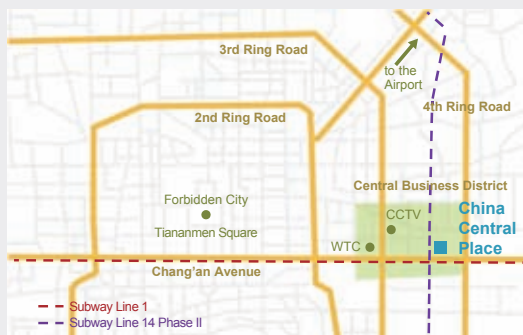 3rd Ring Road
to the
Airport
4th Ring Road
2nd Ring Road
Central Business District
Forbidden City
Tiananmen Square
CCTV
China
Central
Place
WTC
Chang'an Avenue
Subway Line 1
Subway Line 14 Phase II